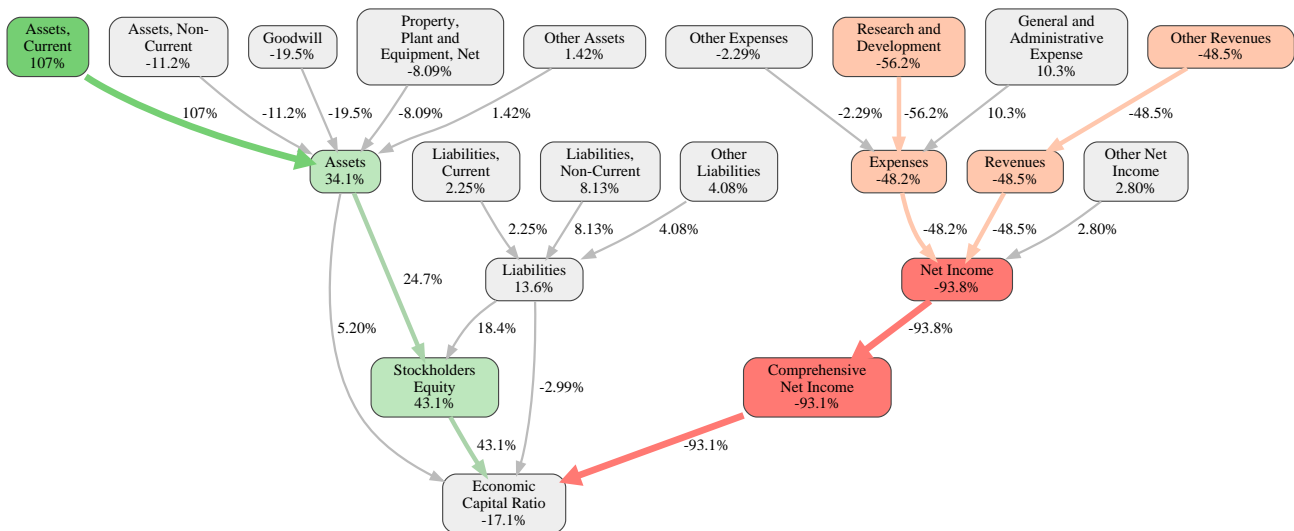 Assets,
Current
107%
Assets, Non-
Current
-11.2%
Goodwill
-19.5%
Property,
Plant and
Equipment, Net
-8.09%
Other Assets
1.42%
Other Expenses
-2.29%
Research and
Development
-56.2%
General and
Administrative
Expense
10.3%
Other Revenues
-48.5%
107%
-11.2%
-19.5%
-8.09%
1.42%
-2.29%
-56.2%
10.3%
-48.5%
Assets
34.1%
Liabilities,
Current
2.25%
Liabilities,
Non-Current
8.13%
Other
Liabilities
4.08%
Expenses
-48.2%
Revenues
-48.5%
Other Net
Income
2.80%
2.25%
8.13%
4.08%
-48.2%
-48.5%
2.80%
24.7%
Liabilities
13.6%
Net Income
-93.8%
5.20%
18.4%
-93.8%
Stockholders
Equity
43.1%
-2.99%
Comprehensive
Net Income
-93.1%
43.1%
-93.1%
Economic
Capital Ratio
-17.1%